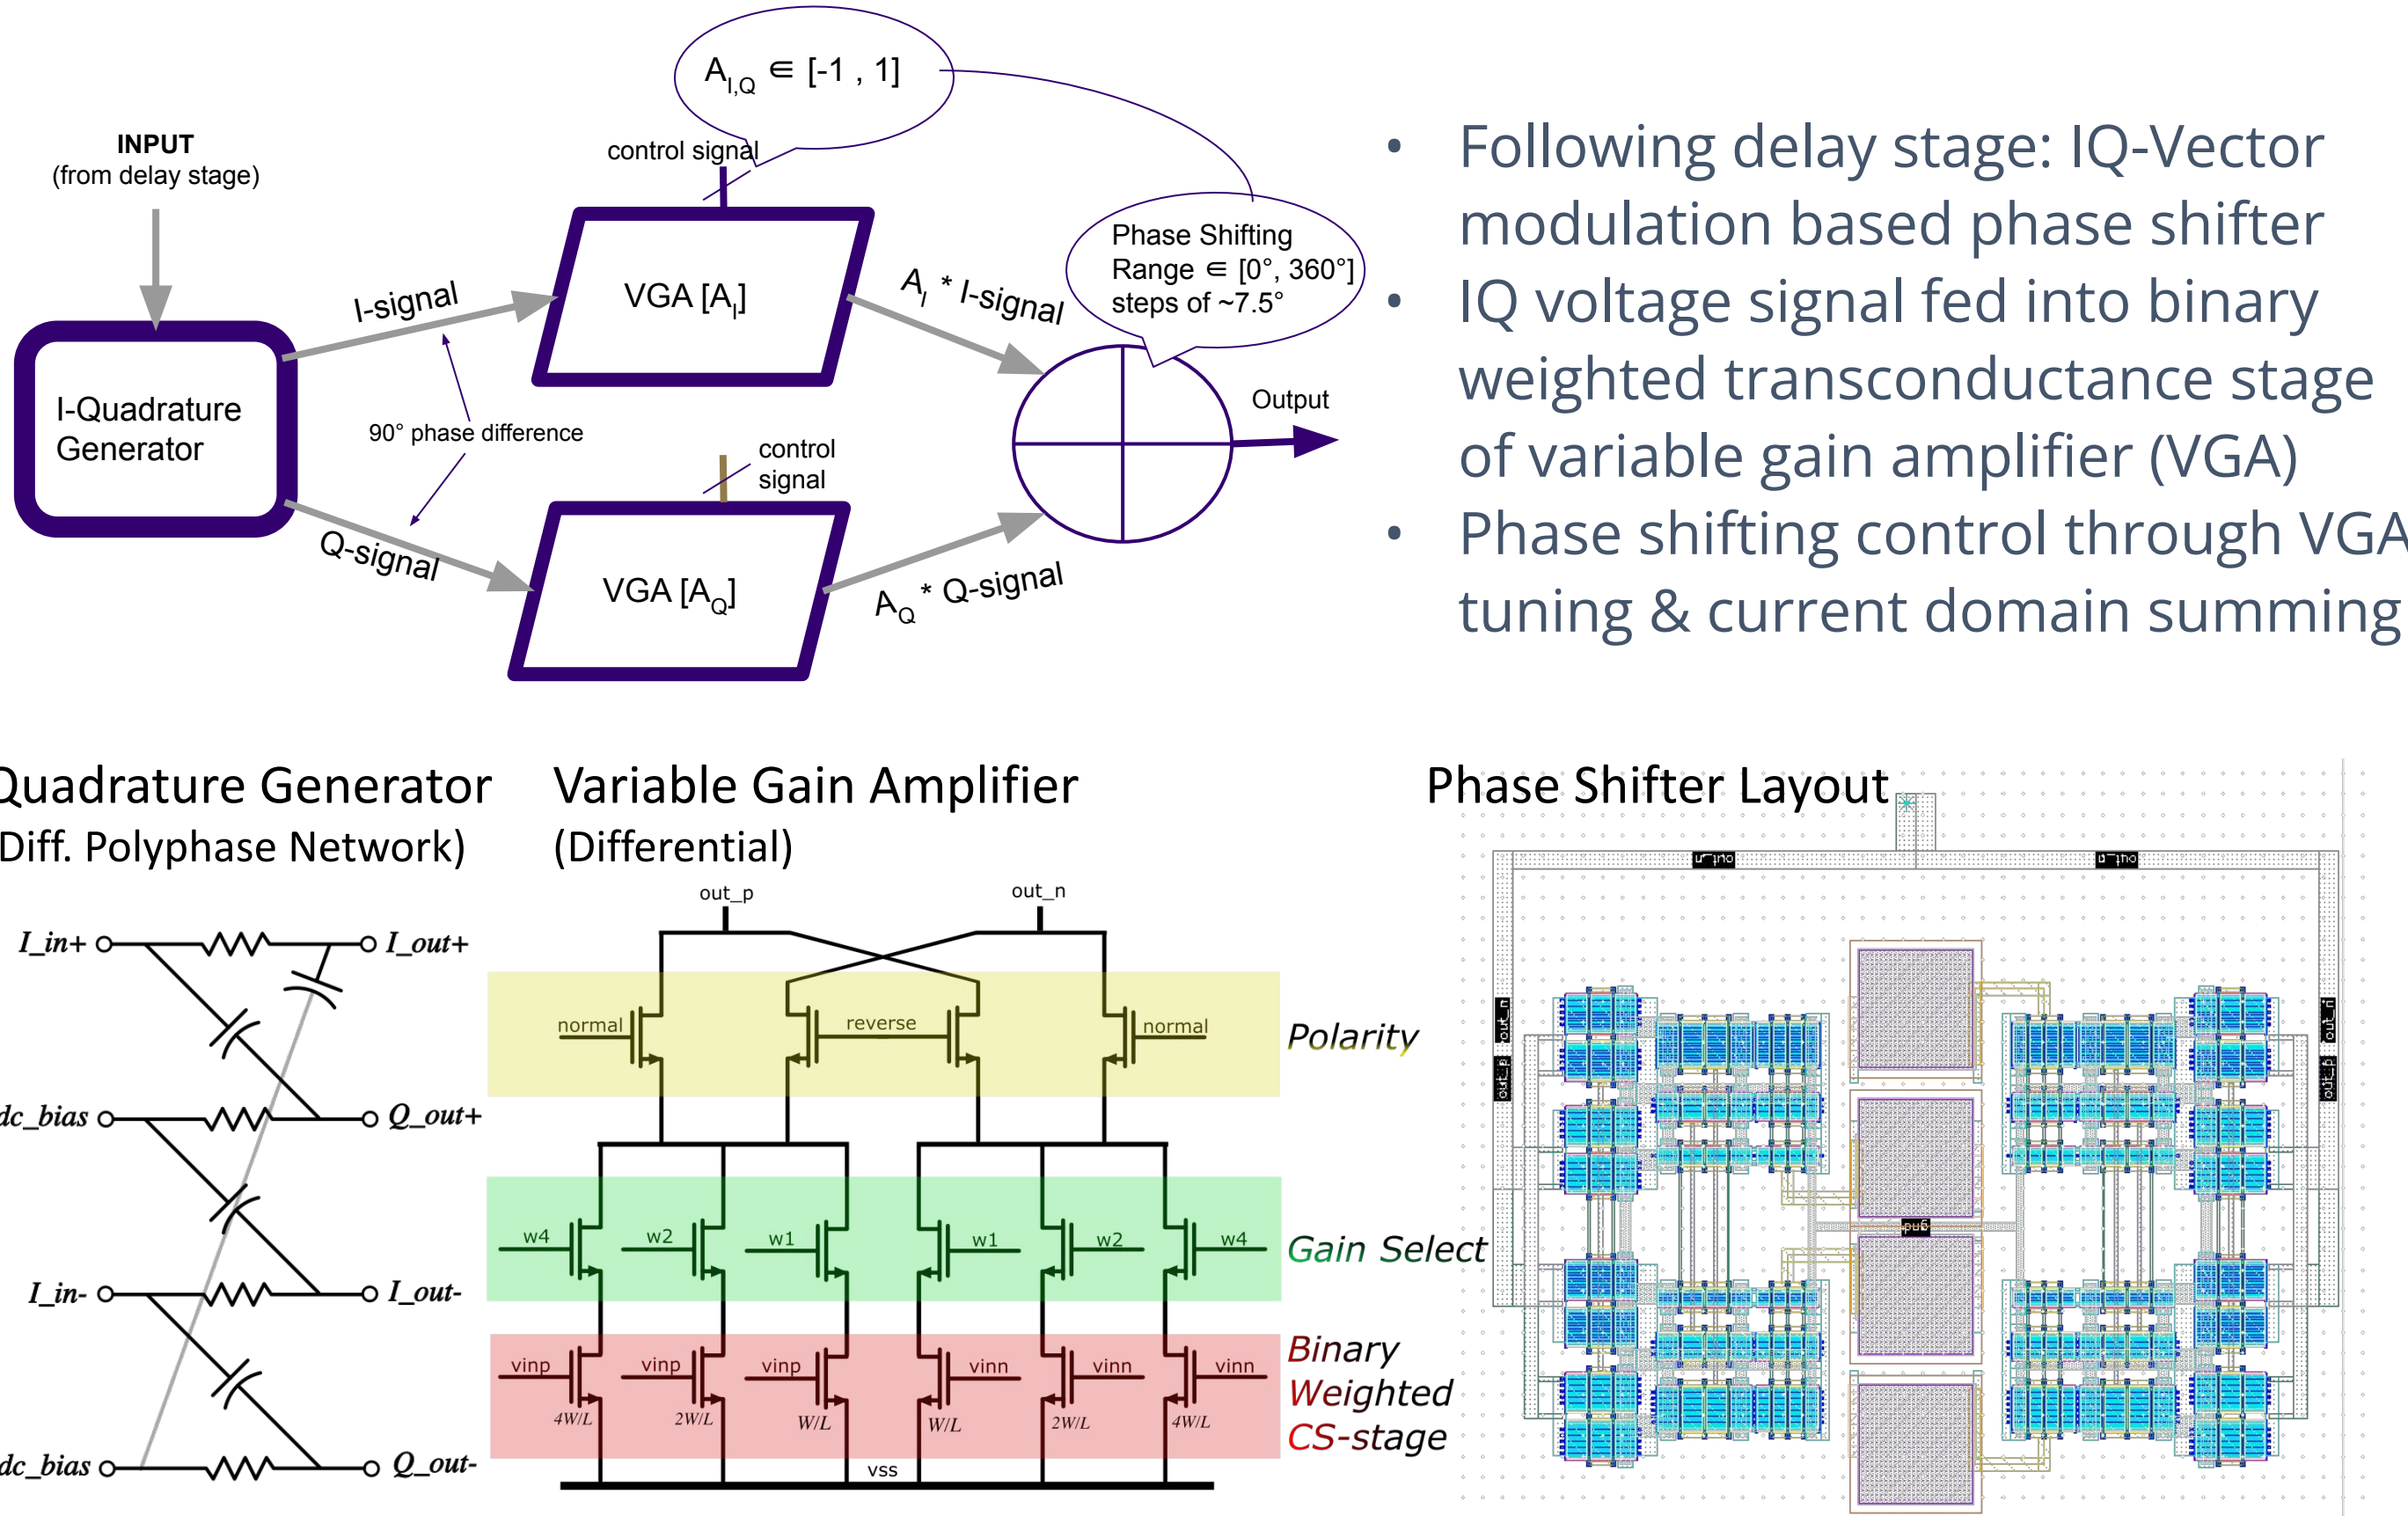 A_I,Q ∈ [-1 , 1]
INPUT
(from delay stage)
control signal
Phase Shifting
Range ∈ [0°, 360°]
steps of ~7.5°
I-signal
VGA [A_I]
A_I * I-signal
I-Quadrature
Generator
90° phase difference
Output
control
signal
Q-signal
VGA [A_Q]
A_Q * Q-signal
• Following delay stage: IQ-Vector
modulation based phase shifter
• IQ voltage signal fed into binary
weighted transconductance stage
of variable gain amplifier (VGA)
• Phase shifting control through VGA
tuning & current domain summing
Quadrature Generator
Diff. Polyphase Network)
I_in+
I_out+
dc_bias
Q_out+
I_in-
I_out-
dc_bias
Q_out-
Variable Gain Amplifier
(Differential)
out_p
out_n
normal
reverse
normal
Polarity
w4
w2
w1
w1
w2
w4
Gain Select
vinp
vinp
vinp
vinn
vinn
vinn
4W/L
2W/L
W/L
W/L
2W/L
4W/L
Binary
Weighted
CS-stage
vss
Phase Shifter Layout
out_n
out_p
out_n
out_p
gnd